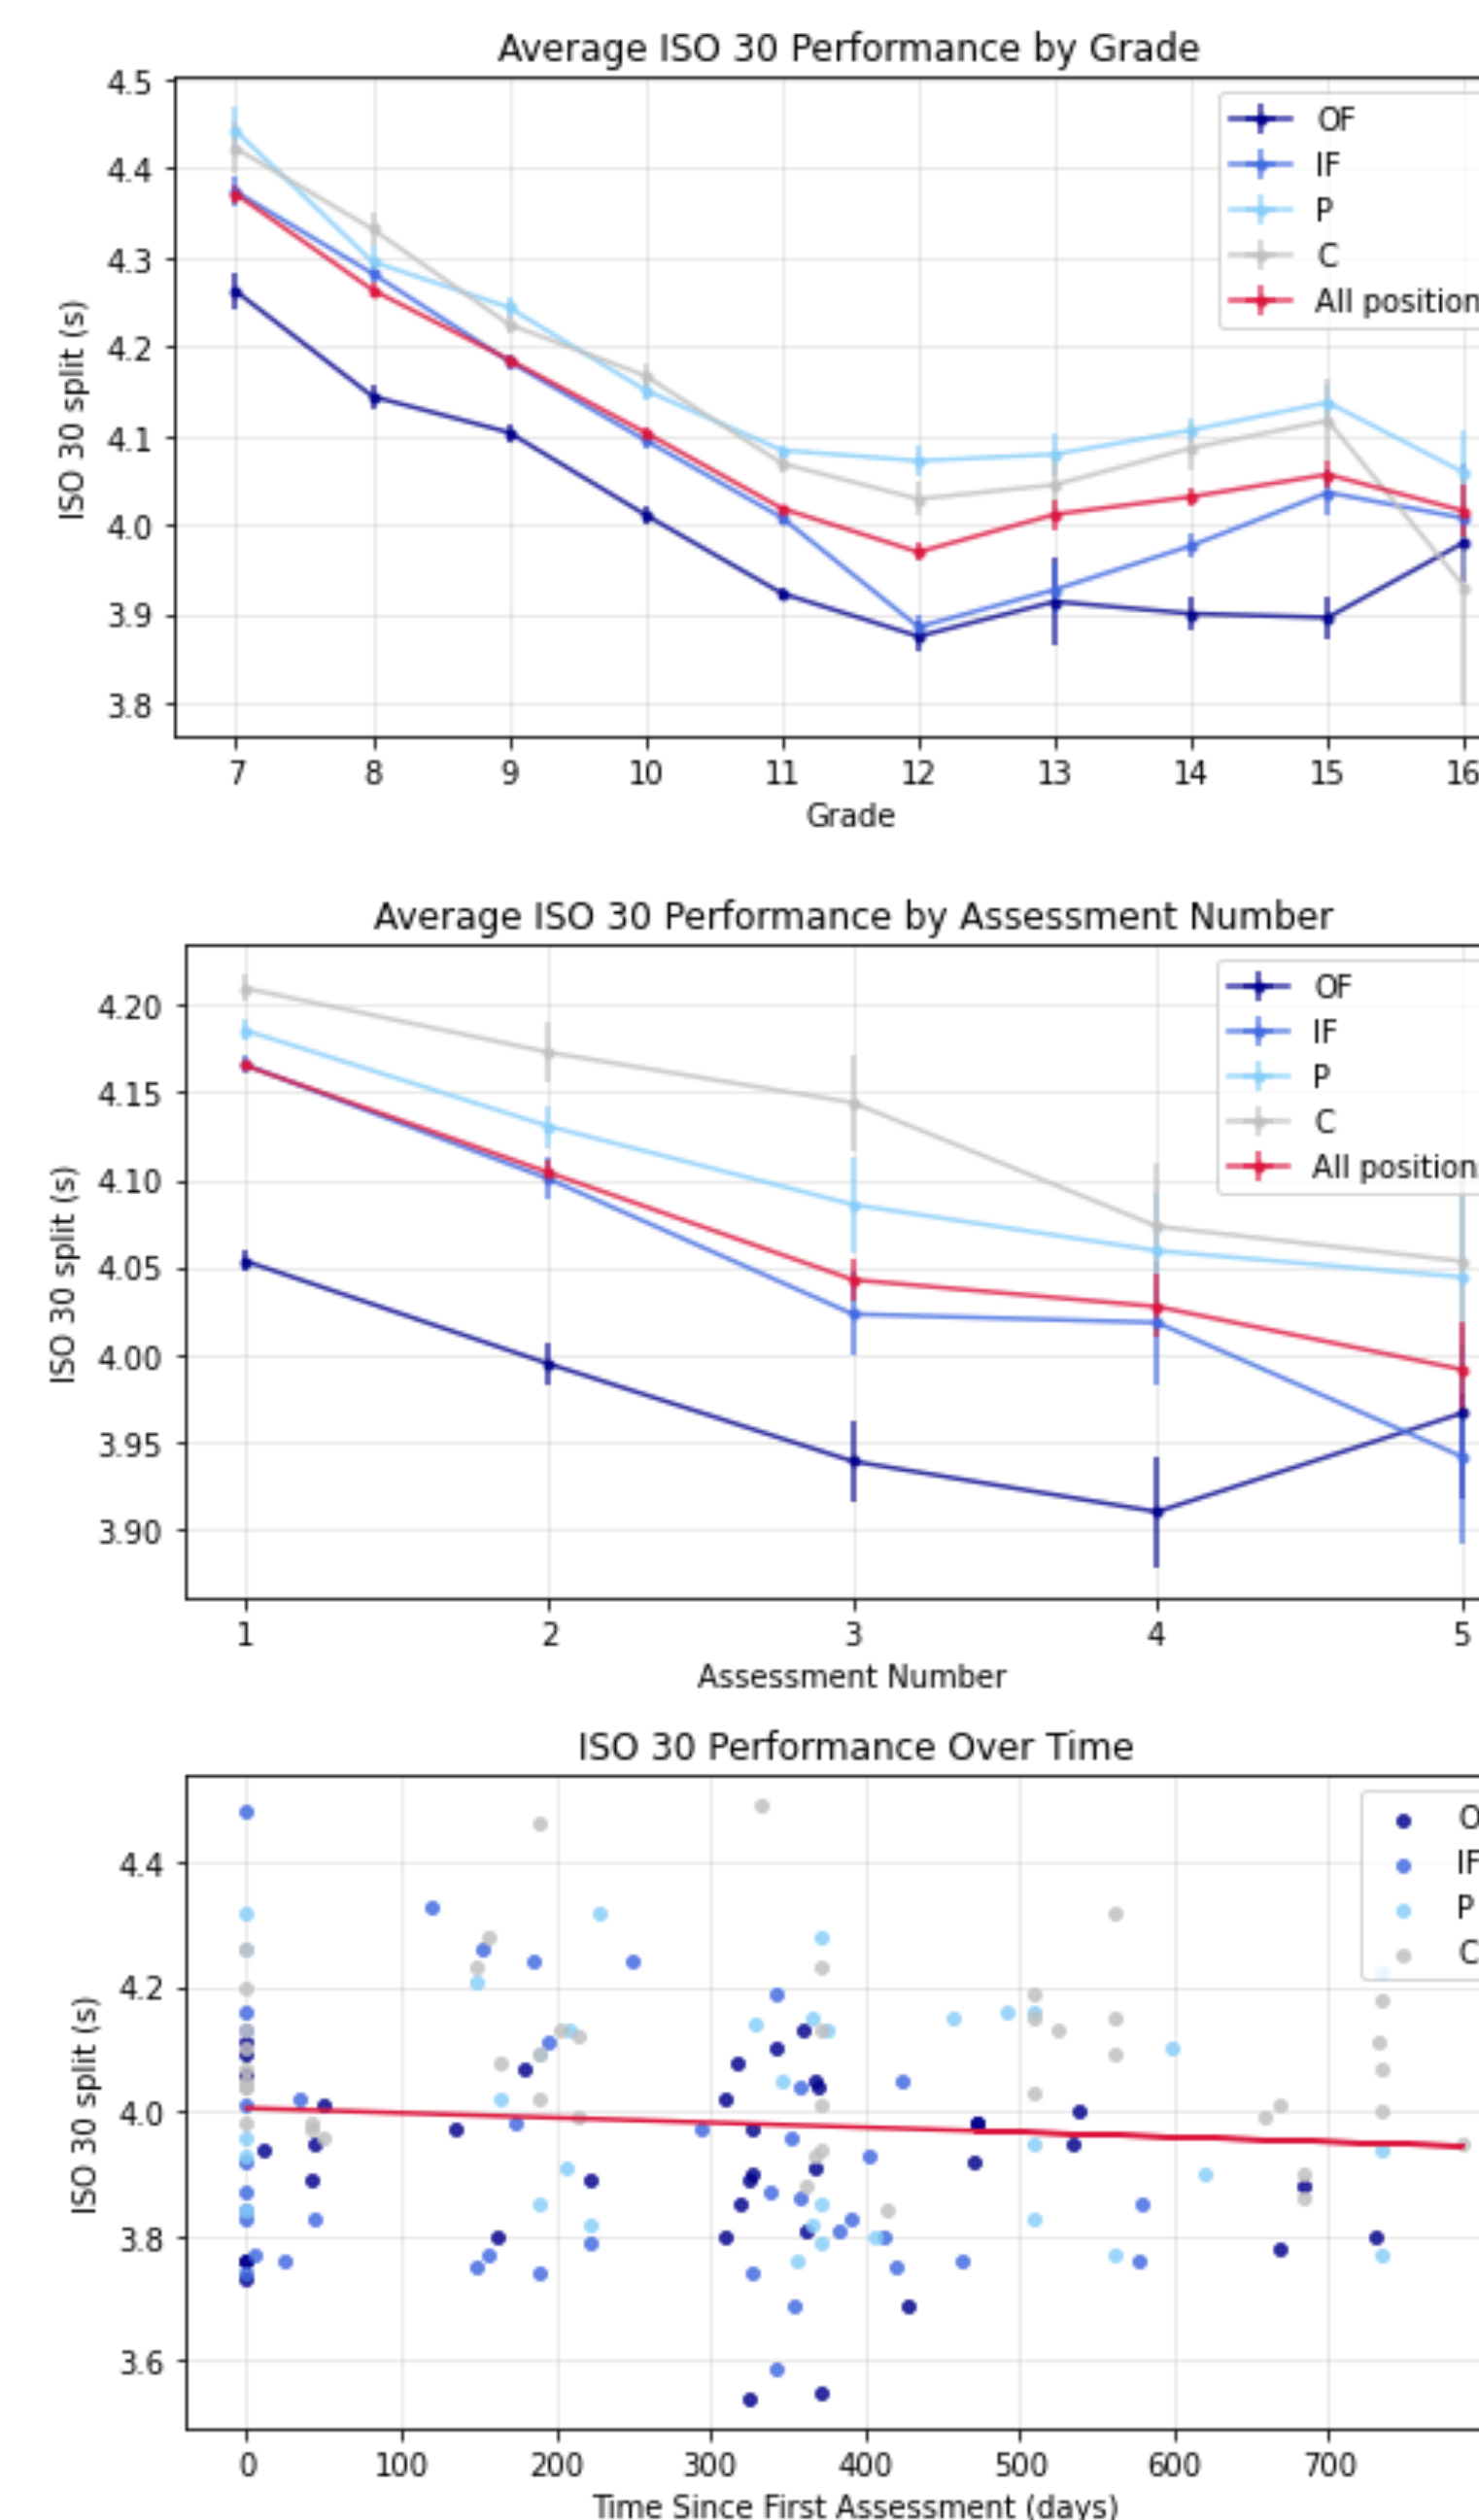 Average ISO 30 Performance by Grade
4.5
4.4
4.3
4.2
4.1
4.0
3.9
3.8
ISO 30 split (s)
OF
IF
P
C
All position
7 8 9 10 11 12 13 14 15 16
Grade
Average ISO 30 Performance by Assessment Number
4.20
4.15
4.10
4.05
4.00
3.95
3.90
ISO 30 split (s)
OF
IF
P
C
All position
1 2 3 4 5
Assessment Number
ISO 30 Performance Over Time
4.4
4.2
4.0
3.8
3.6
ISO 30 split (s)
O
IF
P
C
0 100 200 300 400 500 600 700
Time Since First Assessment (days)